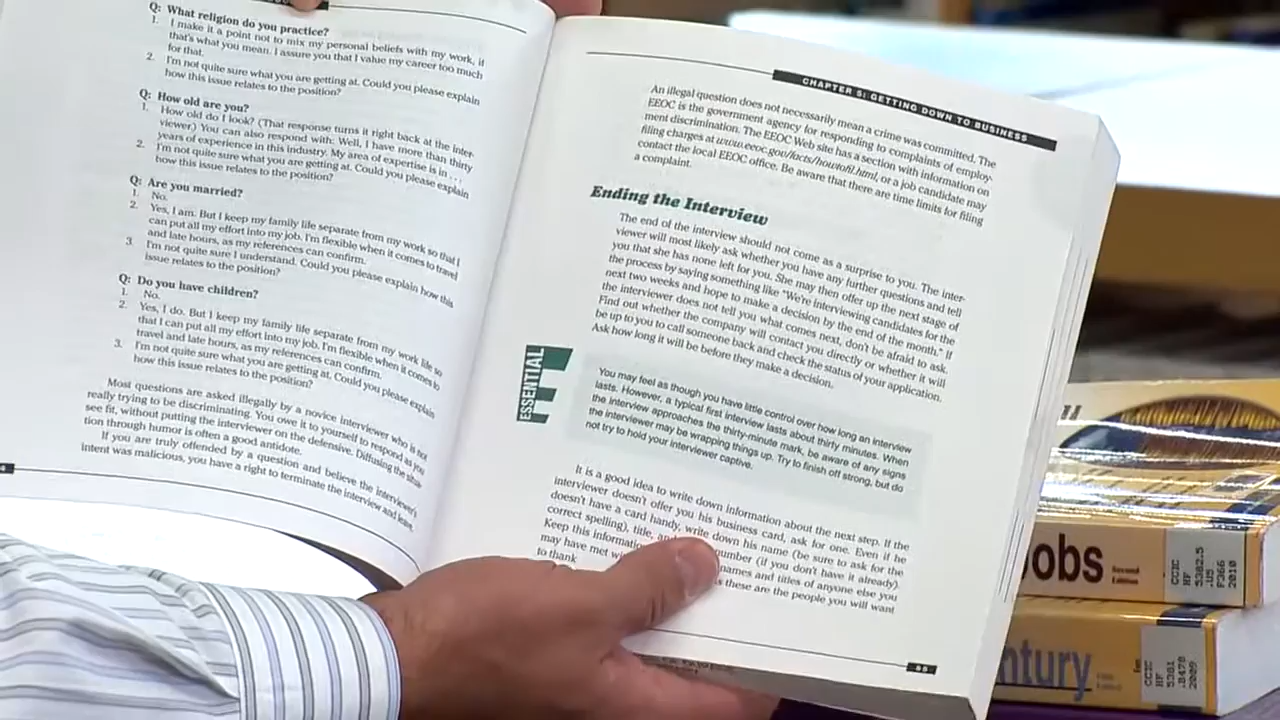 Q: What religion do you practice?
1. I make it a point not to mix my personal beliefs with my work, if
that's what you mean. I assure you that I value my career too much
for that.
2. I'm not quite sure what you are getting at. Could you please explain
how this issue relates to the position?
Q: How old are you?
1. How old do I look? (That response turns it right back at the inter-
viewer.) You can also respond with: Well, I have more than thirty
years of experience in this industry. My area of expertise is in . . .
2. I'm not quite sure what you are getting at. Could you please explain
how this issue relates to the position?
Q: Are you married?
1. No.
2. Yes, I am. But I keep my family life separate from my work so that I
can put all my effort into my job. I'm flexible when it comes to travel
and late hours, as my references can confirm.
3. I'm not quite sure I understand. Could you please explain how this
issue relates to the position?
Q: Do you have children?
1. No.
2. Yes, I do. But I keep my family life separate from my work life so
that I can put all my effort into my job. I'm flexible when it comes to
travel and late hours, as my references can confirm.
3. I'm not quite sure what you are getting at. Could you please explain
how this issue relates to the position?
Most questions are asked illegally by a novice interviewer who is not
really trying to be discriminating. You owe it to yourself to respond as you
see fit, without putting the interviewer on the defensive. Diffusing the situa-
tion through humor is often a good antidote.
If you are truly offended by a question and believe the interviewer's
intent was malicious, you have a right to terminate the interview and leave.
CHAPTER 5: GETTING DOWN TO BUSINESS
An illegal question does not necessarily mean a crime was committed. The
EEOC is the government agency for responding to complaints of employ-
ment discrimination. The EEOC Web site has a section with information on
filing charges at www.eeoc.gov/facts/howtofil.html, or a job candidate may
contact the local EEOC office. Be aware that there are time limits for filing
a complaint.
Ending the Interview
The end of the interview should not come as a surprise to you. The inter-
viewer will most likely ask whether you have any further questions and tell
you that she has none left for you. She may then offer up the next stage of
the process by saying something like "We're interviewing candidates for the
next two weeks and hope to make a decision by the end of the month." If
the interviewer does not tell you what comes next, don't be afraid to ask.
Find out whether the company will contact you directly or whether it will
be up to you to call someone back and check the status of your application.
Ask how long it will be before they make a decision.
ESSENTIAL
You may feel as though you have little control over how long an interview
lasts. However, a typical first interview lasts about thirty minutes. When
the interview approaches the thirty-minute mark, be aware of any signs
the interviewer may be wrapping things up. Try to finish off strong, but do
not try to hold your interviewer captive.
It is a good idea to write down information about the next step. If the
interviewer doesn't offer you his business card, ask for one. Even if he
doesn't have a card handy, write down his name (be sure to ask for the
correct spelling), title, and number (if you don't have it already).
Keep this names and titles of anyone else you
may have met these are the people you will want
to thank
95
obs Second Edition
CCIC HF 5382.5 .U5 F366 2010
ntury
CCIC HF 5381 2009